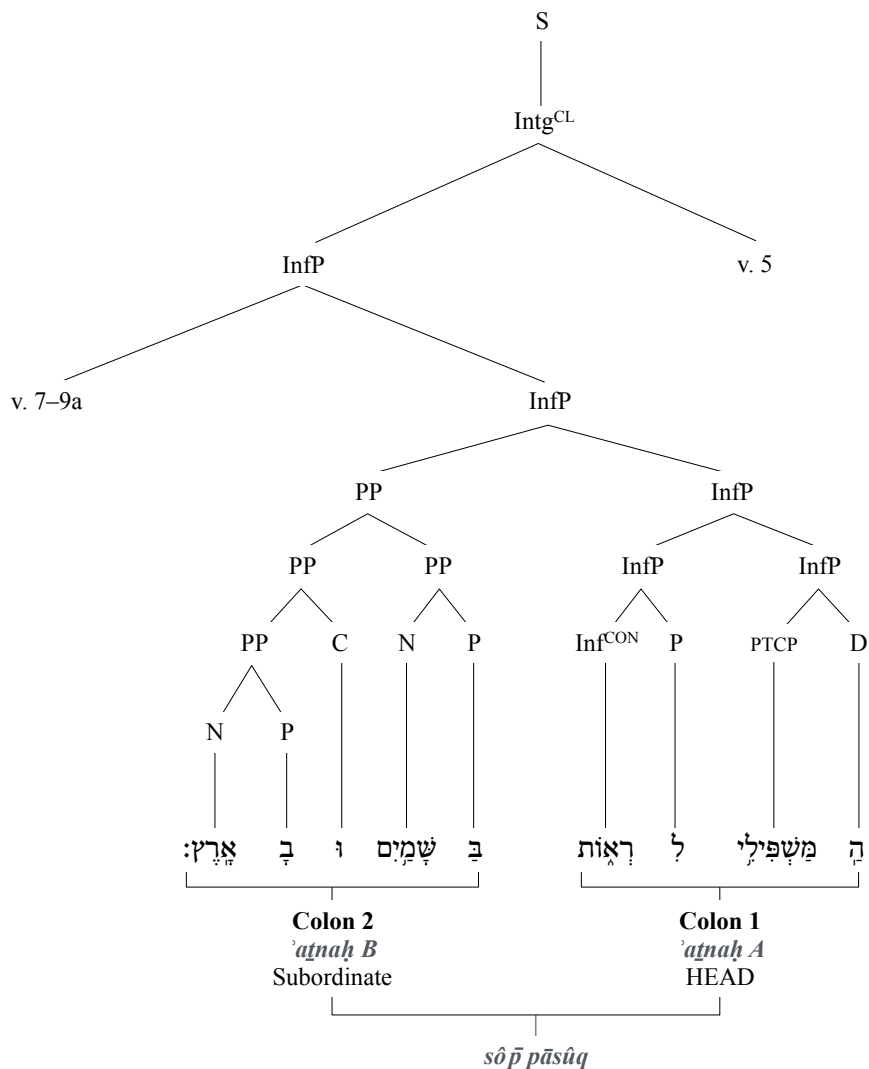 S
Intg^CL
InfP v. 5
v. 7–9a InfP
PP InfP
PP PP InfP InfP
PP C N P Inf^CON P PTCP D
N P
הַֽ מַּשְׁפִּילִ֥י לִ רְא֑וֹת בַּ שָּׁמַ֥יִם וּ בָ אָֽרֶץ׃
Colon 2 Colon 1
ʾaṯnaḥ B ʾaṯnaḥ A
Subordinate HEAD
sôp̄ pāsûq